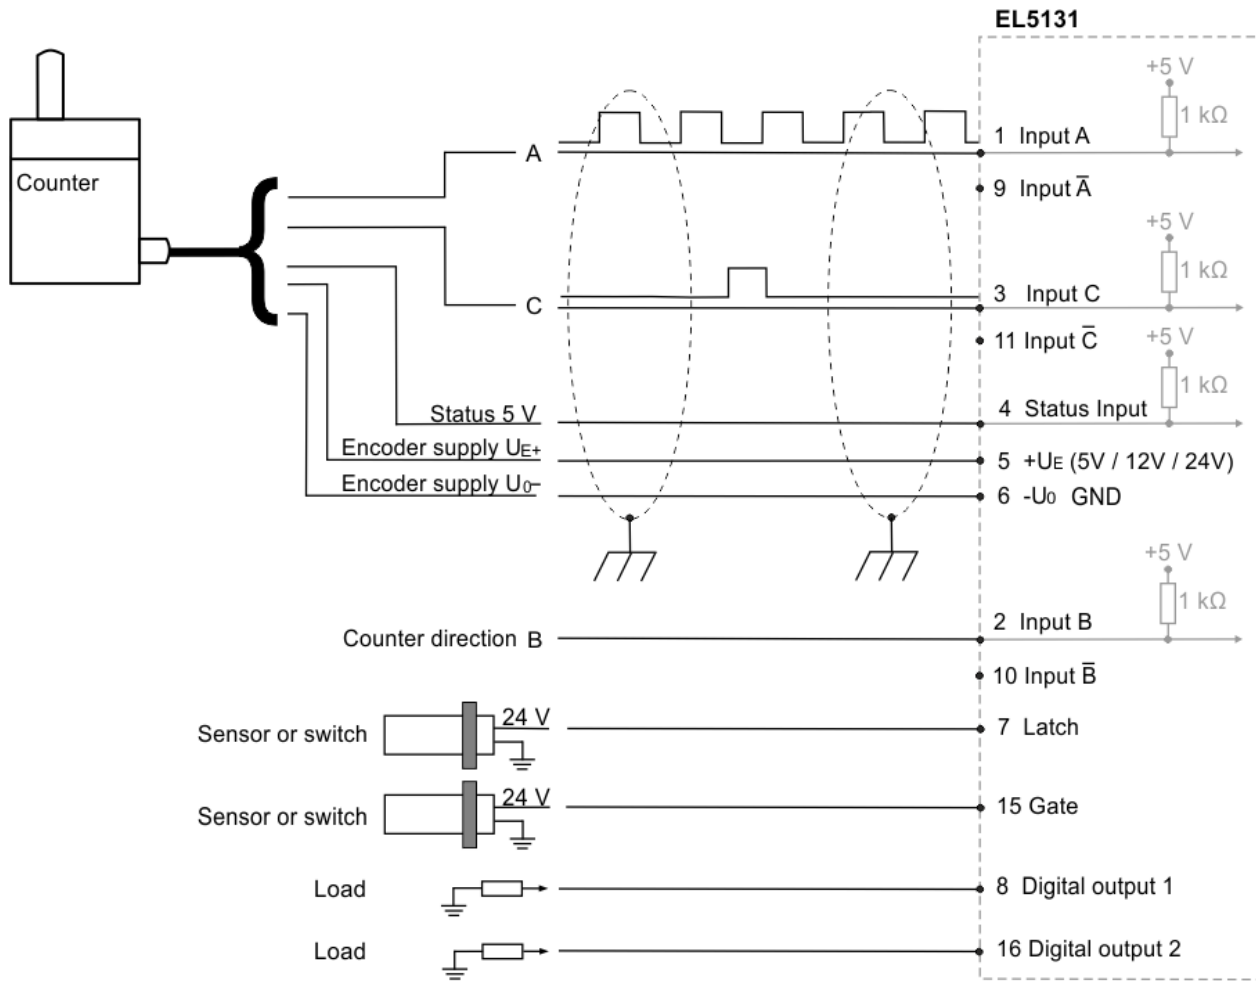 EL5131
+5 V
1 kΩ
A
1 Input A
Counter
9 Input A̅
+5 V
1 kΩ
C
3 Input C
11 Input C̅
+5 V
1 kΩ
Status 5 V
4 Status Input
Encoder supply UE+
5 +UE (5V / 12V / 24V)
Encoder supply U0-
6 -U0 GND
+5 V
1 kΩ
Counter direction B
2 Input B
10 Input B̅
Sensor or switch
24 V
7 Latch
Sensor or switch
24 V
15 Gate
Load
8 Digital output 1
Load
16 Digital output 2